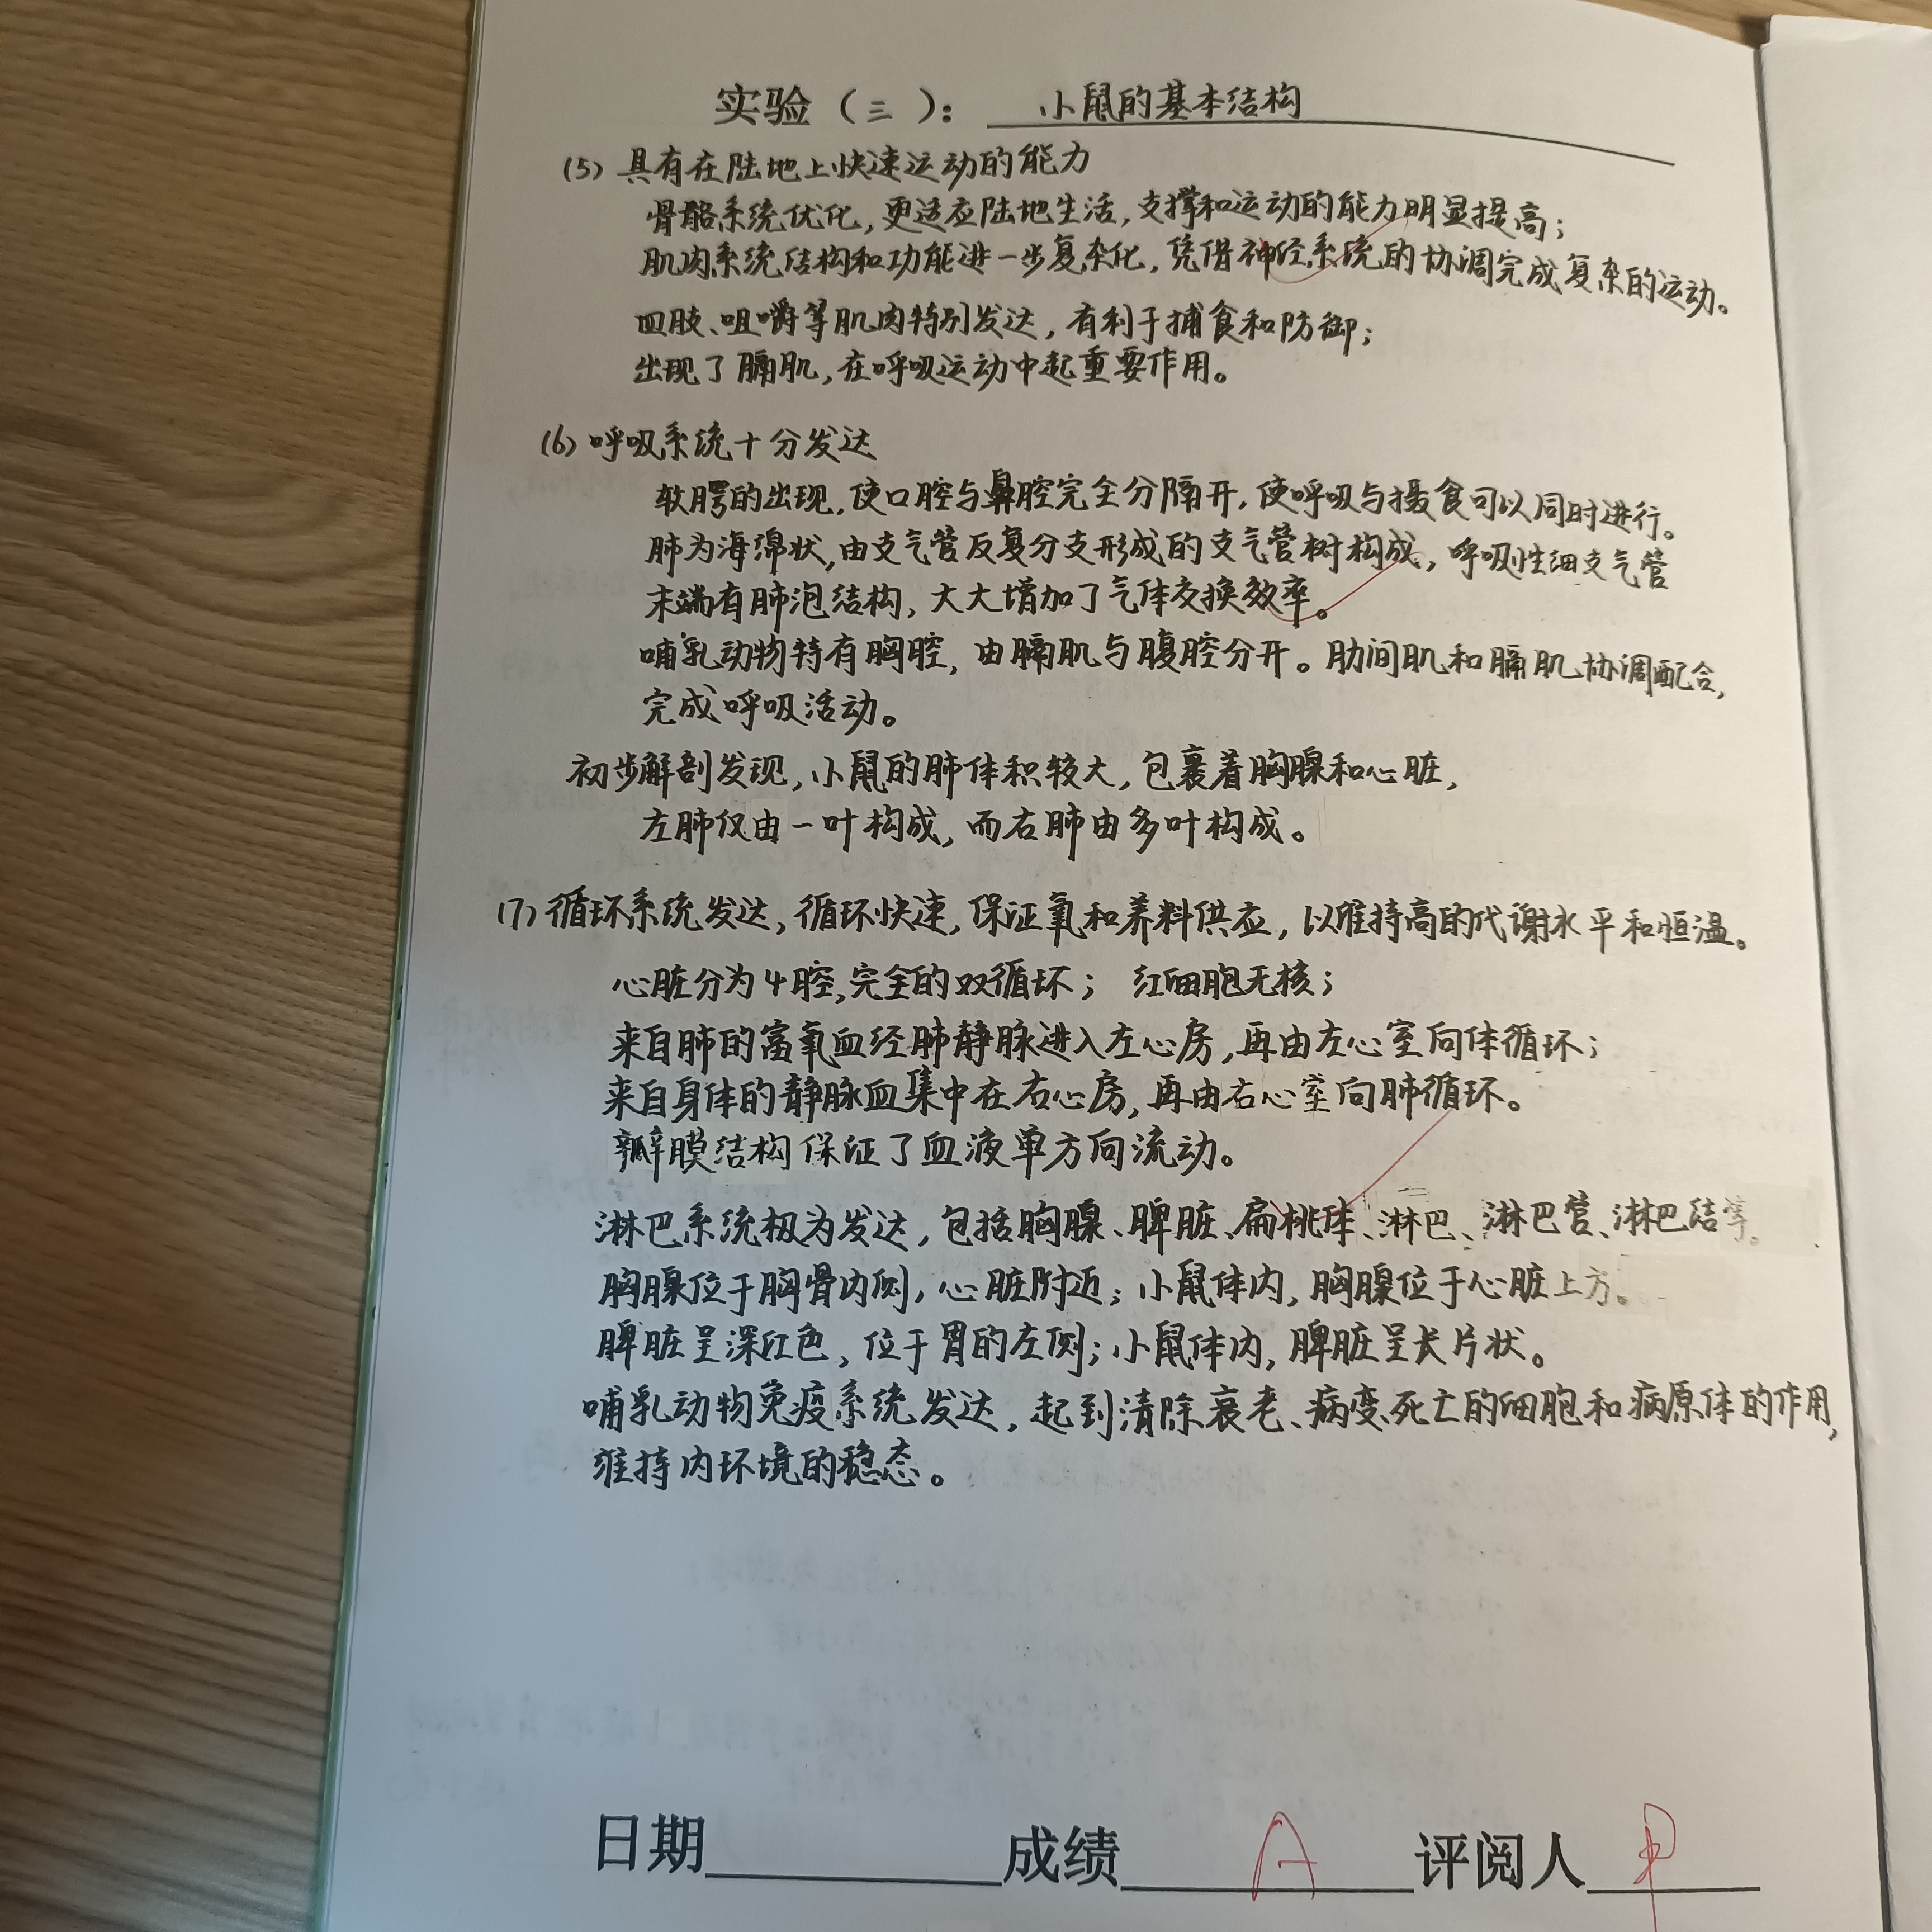 实验（三）：小鼠的基本结构
(5) 具有在陆地上快速运动的能力
骨骼系统优化，更适应陆地生活，支撑和运动的能力明显提高；
肌肉系统结构和功能进一步复杂化，凭借神经系统的协调完成复杂的运动。
四肢、咀嚼等肌肉特别发达，有利于捕食和防御；
出现了膈肌，在呼吸运动中起重要作用。
(6) 呼吸系统十分发达
软腭的出现，使口腔与鼻腔完全分隔开，使呼吸与摄食可以同时进行。
肺为海绵状，由支气管反复分支形成的支气管树构成，呼吸性细支气管
末端有肺泡结构，大大增加了气体交换效率。
哺乳动物特有胸腔，由膈肌与腹腔分开。肋间肌和膈肌协调配合，
完成呼吸活动。
初步解剖发现，小鼠的肺体积较大，包裹着胸腺和心脏，
左肺仅由一叶构成，而右肺由多叶构成。
(7) 循环系统发达，循环快速，保证氧和养料供应，以维持高的代谢水平和恒温。
心脏分为4腔，完全的双循环；红细胞无核；
来自肺的富氧血经肺静脉进入左心房，再由左心室向体循环；
来自身体的静脉血集中在右心房，再由右心室向肺循环。
瓣膜结构保证了血液单方向流动。
淋巴系统极为发达，包括胸腺、脾脏、扁桃体、淋巴、淋巴管、淋巴结等。
胸腺位于胸骨内侧，心脏附近；小鼠体内，胸腺位于心脏上方。
脾脏呈深红色，位于胃的左侧；小鼠体内，脾脏呈长片状。
哺乳动物免疫系统发达，起到清除衰老、病变、死亡的细胞和病原体的作用，
维持内环境的稳态。
日期 成绩 A 评阅人